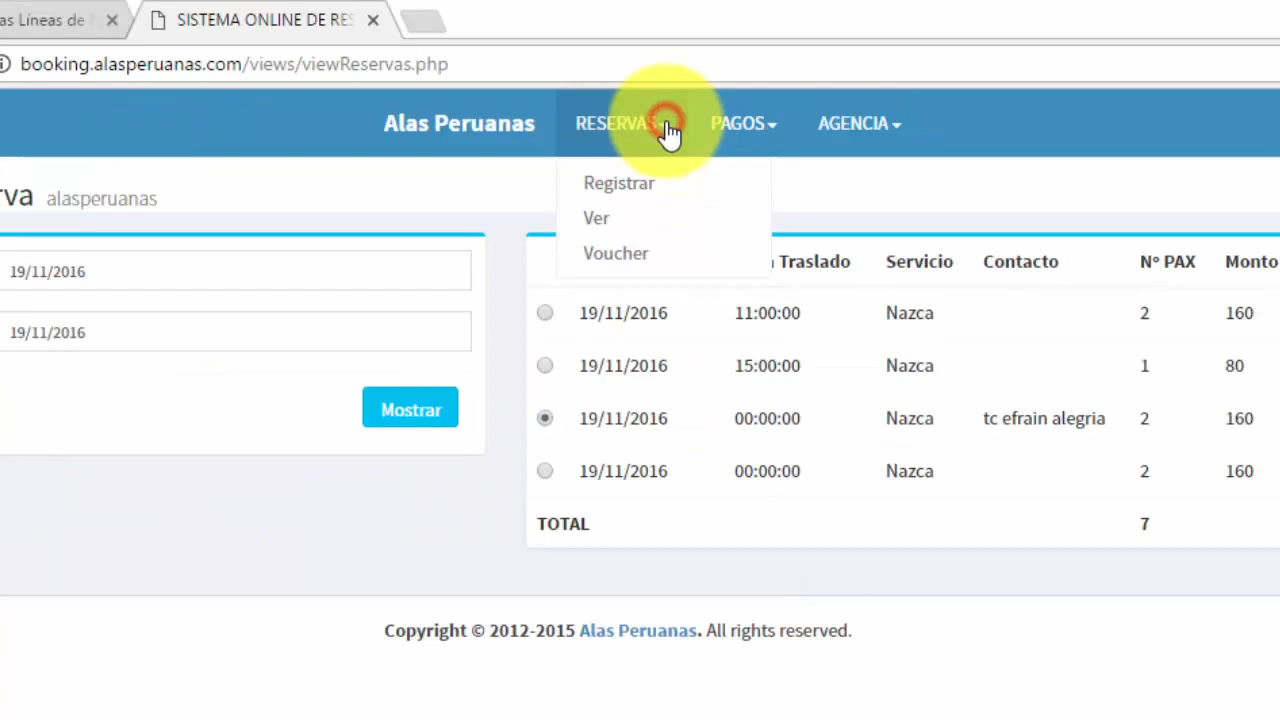 as Líneas de
SISTEMA ONLINE DE RES
booking.alasperuanas.com/views/viewReservas.php
Alas Peruanas RESERVAS PAGOS AGENCIA
Registrar
Ver
Voucher
rva alasperuanas
19/11/2016
19/11/2016
Mostrar
Traslado Servicio Contacto Nº PAX Monto
19/11/2016 11:00:00 Nazca 2 160
19/11/2016 15:00:00 Nazca 1 80
19/11/2016 00:00:00 Nazca tc efrain alegria 2 160
19/11/2016 00:00:00 Nazca 2 160
TOTAL 7
Copyright © 2012-2015 Alas Peruanas. All rights reserved.